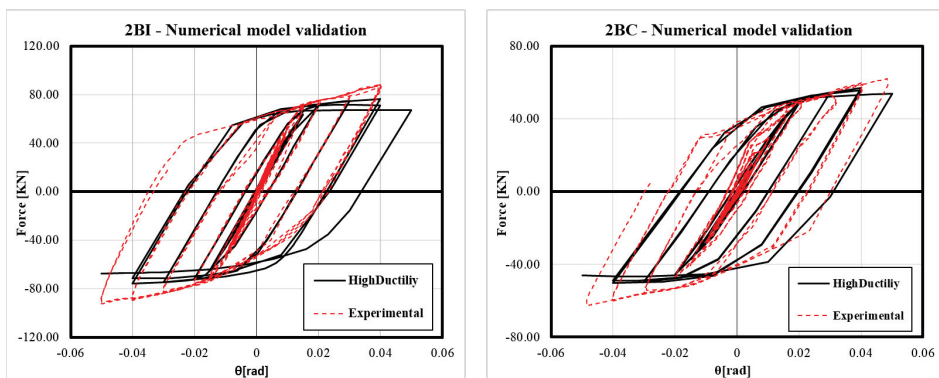 2BI - Numerical model validation
120.00
80.00
40.00
0.00
-40.00
-80.00
-120.00
Force [KN]
-0.06 -0.04 -0.02 0 0.02 0.04 0.06
θ[rad]
HighDuctiliy
Experimental
2BC - Numerical model validation
80.00
40.00
0.00
-40.00
-80.00
Force [KN]
-0.06 -0.04 -0.02 0 0.02 0.04 0.06
θ[rad]
HighDuctiliy
Experimental